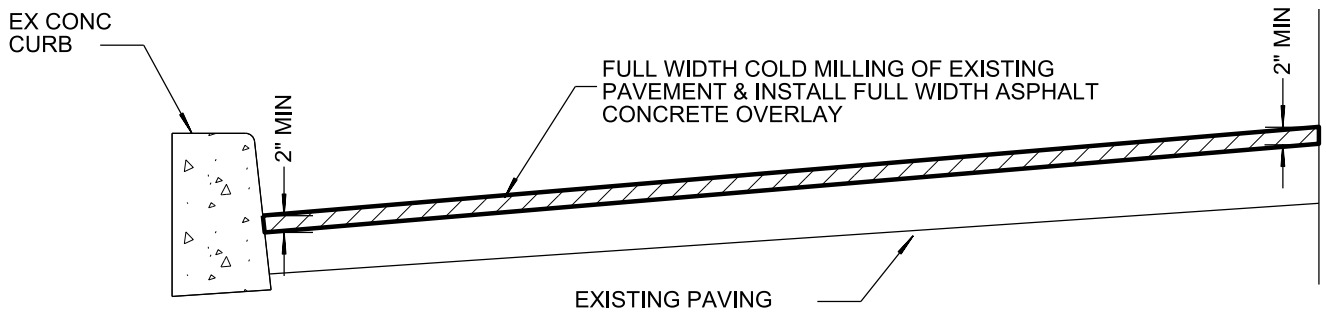 EX CONC
CURB
FULL WIDTH COLD MILLING OF EXISTING
PAVEMENT & INSTALL FULL WIDTH ASPHALT
CONCRETE OVERLAY
2" MIN
2" MIN
EXISTING PAVING